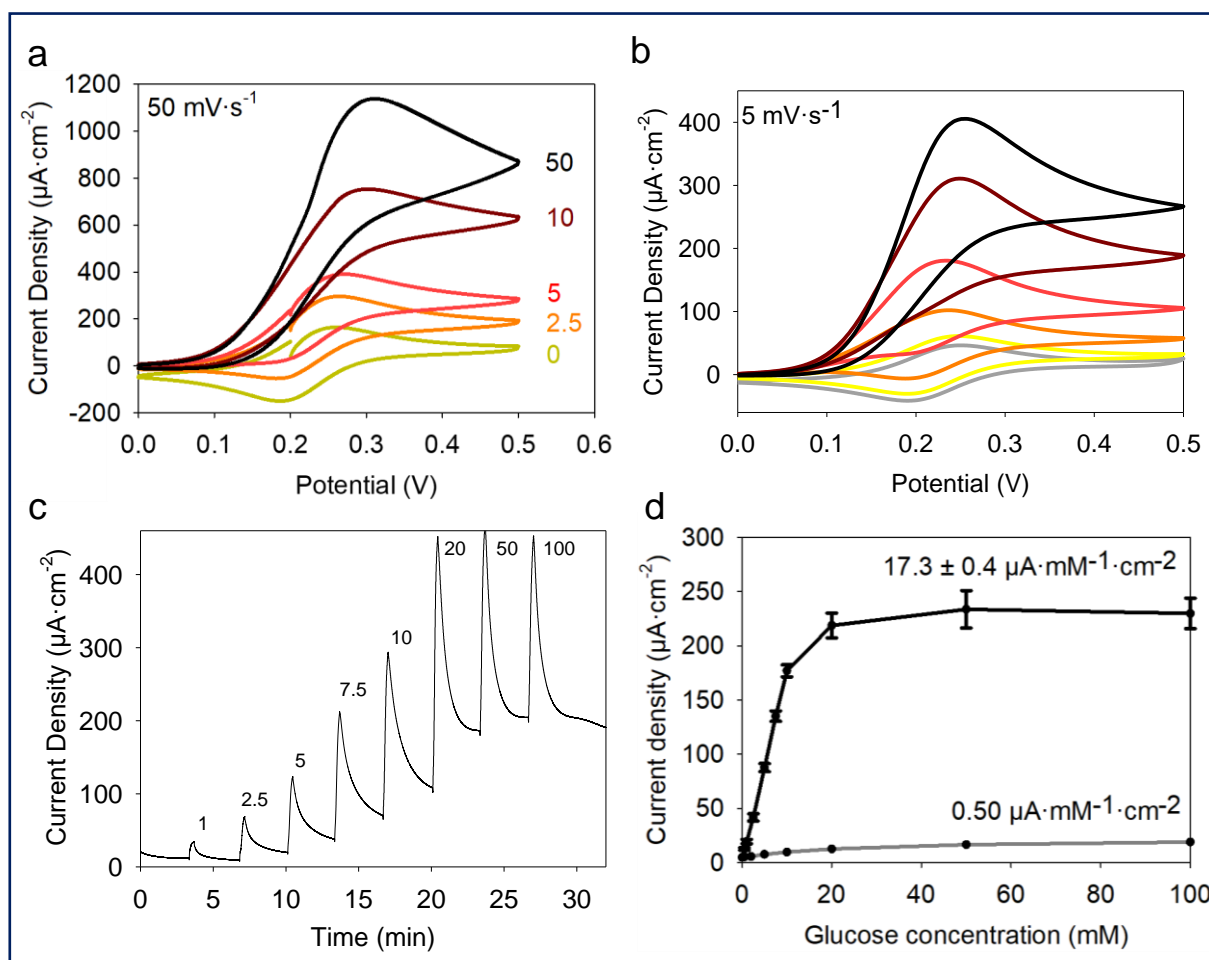 a
50 mV·s-1
Current Density (µA·cm-2)
1200
1000
800
600
400
200
0
-200
50
10
5
2.5
0
0.0 0.1 0.2 0.3 0.4 0.5 0.6
Potential (V)
b
5 mV·s-1
Current Density (µA·cm-2)
400
300
200
100
0
0.0 0.1 0.2 0.3 0.4 0.5
Potential (V)
c
Current Density (µA·cm-2)
400
300
200
100
0
1
2.5
5
7.5
10
20 50 100
0 5 10 15 20 25 30
Time (min)
d
Current density (µA·cm-2)
300
250
200
150
100
50
0
17.3 ± 0.4 µA·mM-1·cm-2
0.50 µA·mM-1·cm-2
0 20 40 60 80 100
Glucose concentration (mM)